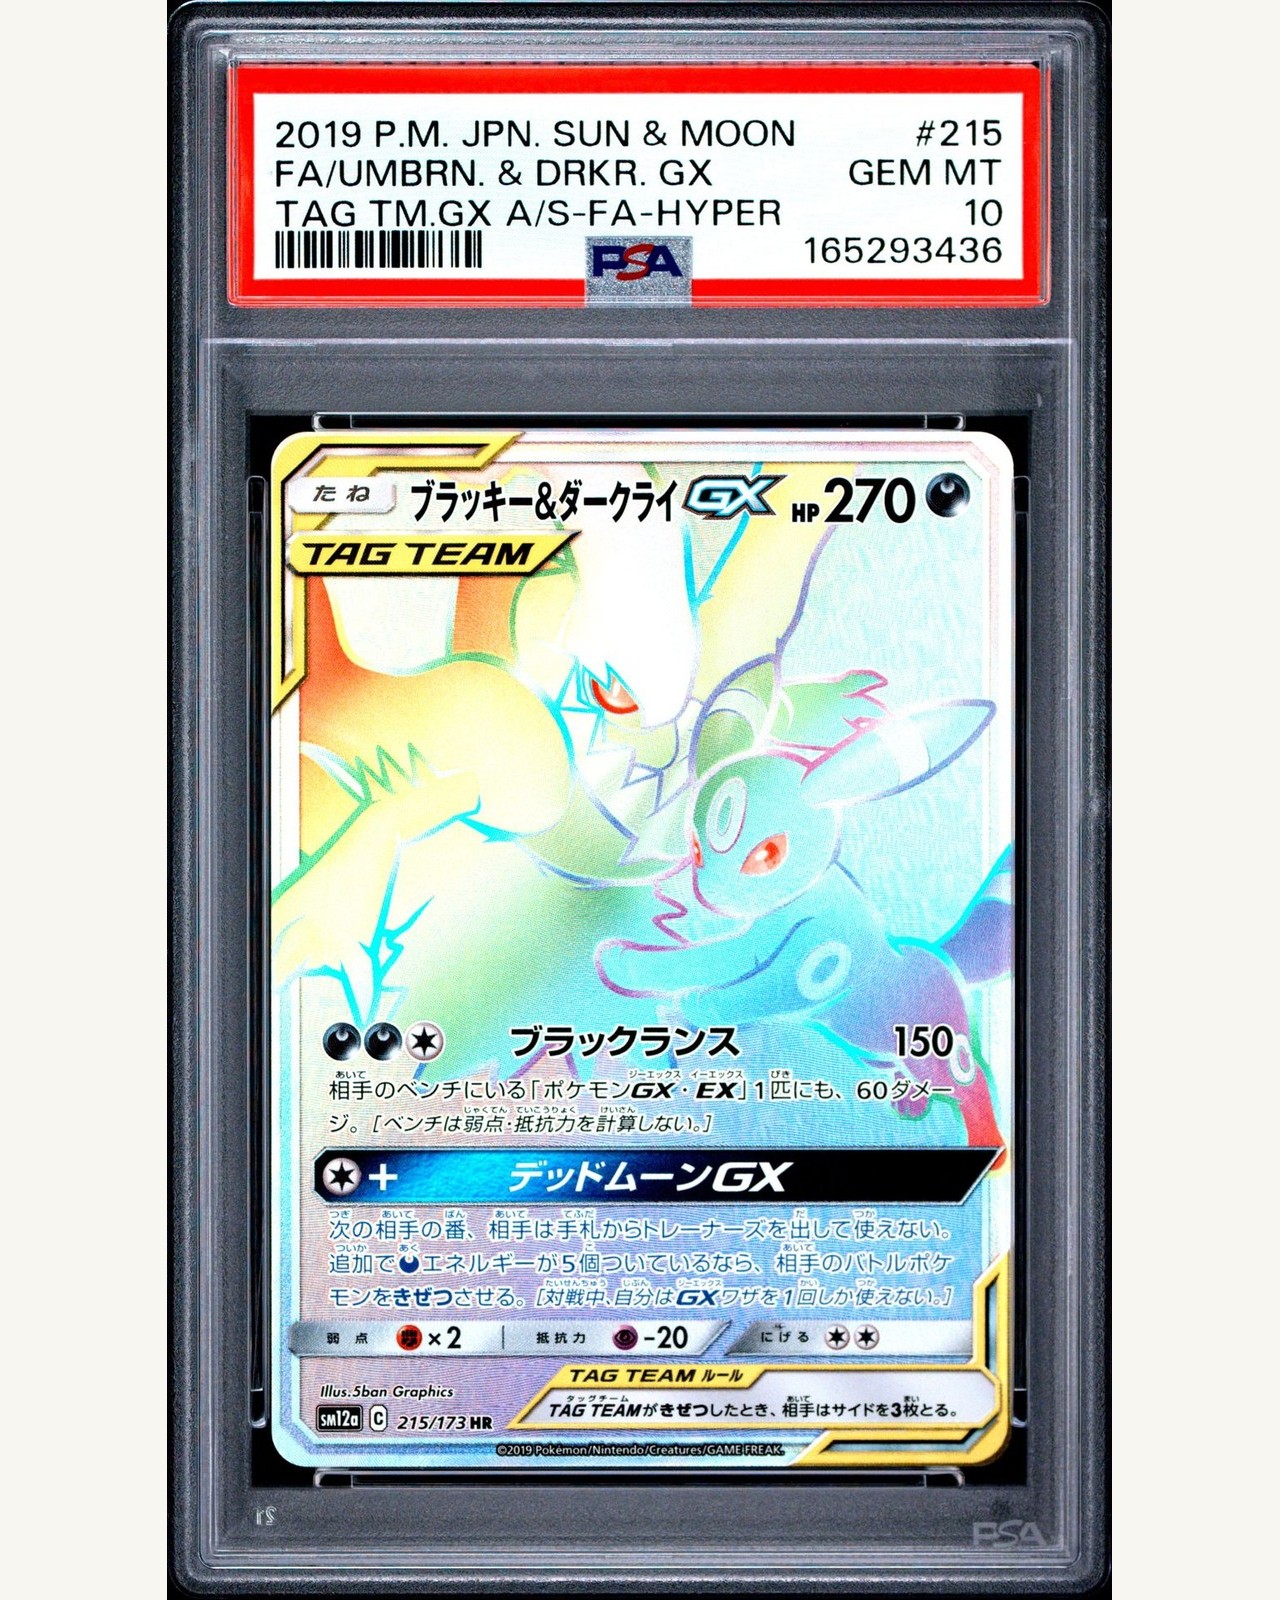 2019 P.M. JPN. SUN & MOON #215
FA/UMBRN. & DRKR. GX GEM MT
TAG TM.GX A/S-FA-HYPER 10
165293436
PSA
たね ブラッキー&ダークライGX HP270
TAG TEAM
ブラックランス 150
相手のベンチにいる「ポケモンGX・EX」1匹にも、60ダメー
ジ。[ベンチは弱点・抵抗力を計算しない。]
+ デッドムーンGX
次の相手の番、相手は手札からトレーナーズを出して使えない。
追加でエネルギーが5個ついているなら、相手のバトルポケ
モンをきぜつさせる。[対戦中、自分はGXワザを1回しか使えない。]
弱点 ×2 抵抗力 -20 にげる
TAG TEAM ルール
TAG TEAMがきぜつしたとき、相手はサイドを3枚とる。
Illus.5ban Graphics
SM12a C 215/173 HR
©2019 Pokémon/Nintendo/Creatures/GAME FREAK.
PSA